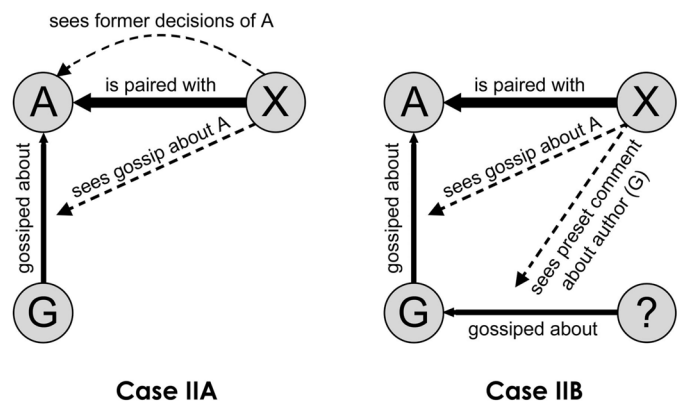 sees former decisions of A
A
is paired with
X
sees gossip about A
gossiped about
G
Case IIA
A
is paired with
X
sees gossip about A
gossiped about
sees preset comment
about author (G)
G
gossiped about
?
Case IIB